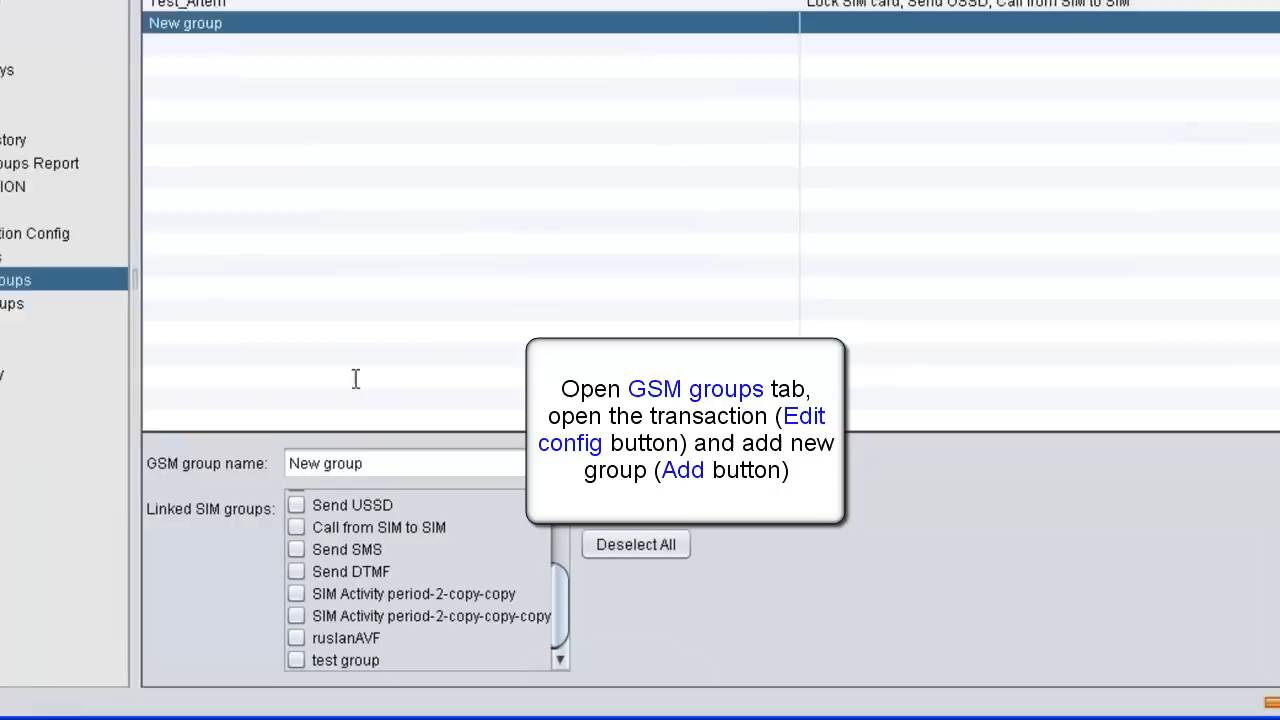 Test_Artem Lock SIM card, Send USSD, Call from SIM to SIM
New group
ys
story
oups Report
ION
tion Config
s
oups
ups
y
Open GSM groups tab,
open the transaction (Edit
config button) and add new
group (Add button)
GSM group name: New group
Linked SIM groups:
Send USSD
Call from SIM to SIM
Send SMS
Send DTMF
SIM Activity period-2-copy-copy
SIM Activity period-2-copy-copy-copy
ruslanAVF
test group
Deselect All